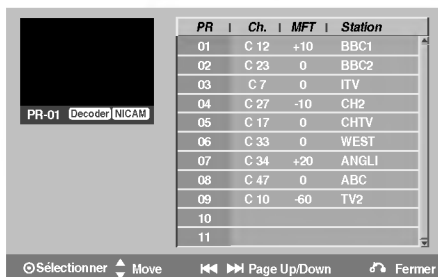 PR | Ch. | MFT | Station
01 C 12 +10 BBC1
02 C 23 0 BBC2
03 C 7 0 ITV
04 C 27 -10 CH2
05 C 17 0 CHTV
06 C 33 0 WEST
07 C 34 +20 ANGLI
08 C 47 0 ABC
09 C 10 -60 TV2
10
11
PR-01 Decoder NICAM
Sélectionner Move Page Up/Down Fermer